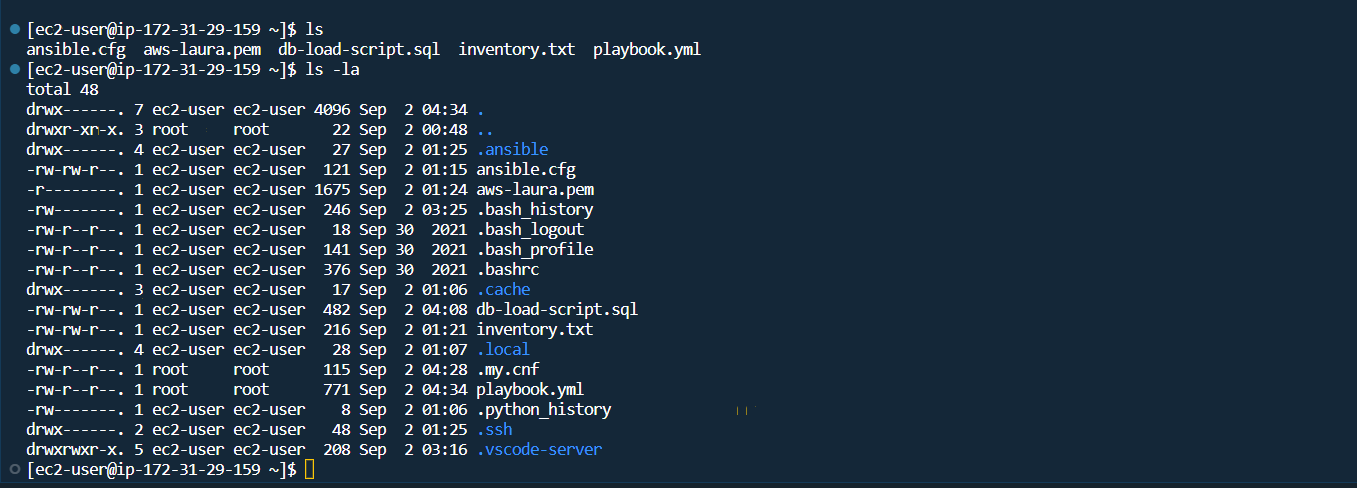 [ec2-user@ip-172-31-29-159 ~]$ ls
ansible.cfg  aws-laura.pem  db-load-script.sql  inventory.txt  playbook.yml
[ec2-user@ip-172-31-29-159 ~]$ ls -la
total 48
drwx------. 7 ec2-user ec2-user 4096 Sep  2 04:34 .
drwxr-xr-x. 3 root     root       22 Sep  2 00:48 ..
drwx------. 4 ec2-user ec2-user   27 Sep  2 01:25 .ansible
-rw-rw-r--. 1 ec2-user ec2-user  121 Sep  2 01:15 ansible.cfg
-r--------. 1 ec2-user ec2-user 1675 Sep  2 01:24 aws-laura.pem
-rw-------. 1 ec2-user ec2-user  246 Sep  2 03:25 .bash_history
-rw-r--r--. 1 ec2-user ec2-user   18 Sep 30  2021 .bash_logout
-rw-r--r--. 1 ec2-user ec2-user  141 Sep 30  2021 .bash_profile
-rw-r--r--. 1 ec2-user ec2-user  376 Sep 30  2021 .bashrc
drwx------. 3 ec2-user ec2-user   17 Sep  2 01:06 .cache
-rw-rw-r--. 1 ec2-user ec2-user  482 Sep  2 04:08 db-load-script.sql
-rw-rw-r--. 1 ec2-user ec2-user  216 Sep  2 01:21 inventory.txt
drwx------. 4 ec2-user ec2-user   28 Sep  2 01:07 .local
-rw-r--r--. 1 root     root      115 Sep  2 04:28 .my.cnf
-rw-r--r--. 1 root     root      771 Sep  2 04:34 playbook.yml
-rw-------. 1 ec2-user ec2-user    8 Sep  2 01:06 .python_history
drwx------. 2 ec2-user ec2-user   48 Sep  2 01:25 .ssh
drwxrwxr-x. 5 ec2-user ec2-user  208 Sep  2 03:16 .vscode-server
[ec2-user@ip-172-31-29-159 ~]$